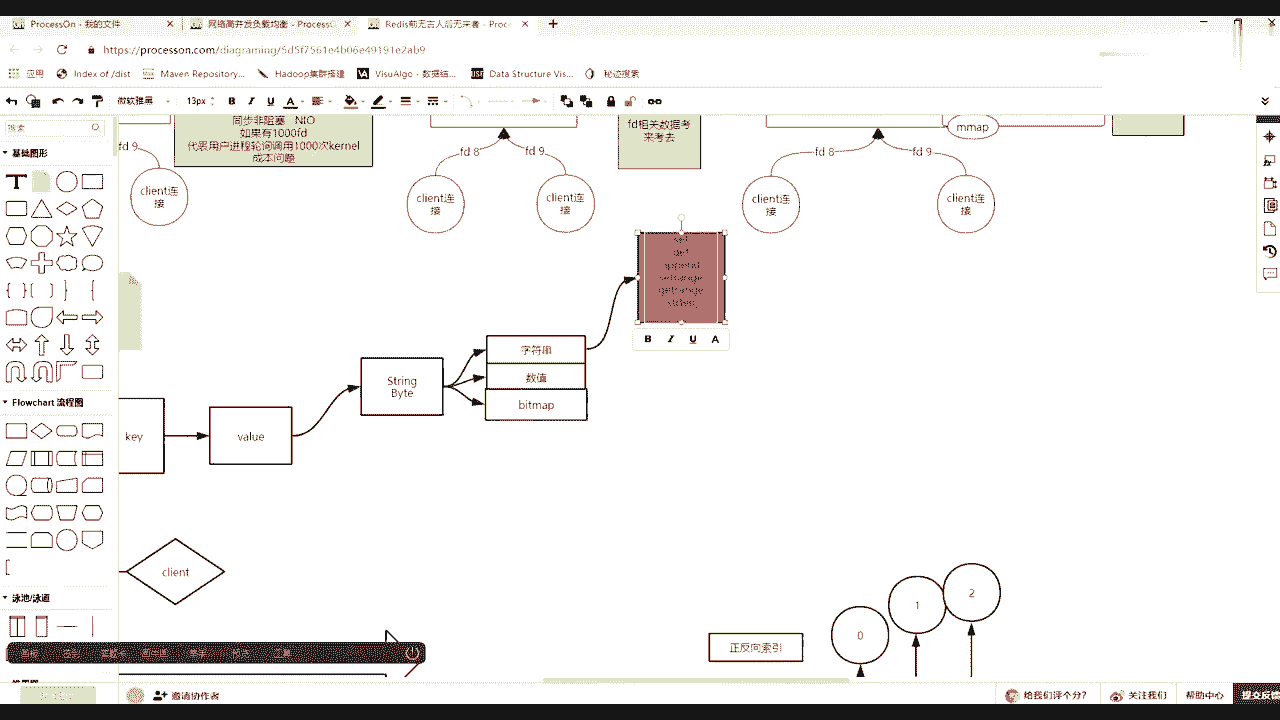 ProcessOn - 我的文件
网络高并发负载均衡 - ProcessO
Redis前无古人后无来者 - Proc
https://processon.com/diagraming/5d5f7561e4b06e49191e2ab9
应用
Index of /dist
Maven Repository...
Hadoop集群搭建
VisuAlgo - 数据结...
Data Structure Vis...
秘迹搜索
微软雅黑
13px
B I U A
搜索
基础图形
Flowchart 流程图
泳池/泳道
fd 9
client连
接
同步非阻塞 NIO
如果有1000fd
代表用户进程轮询调用1000次kernel
成本问题
fd 8
fd 9
client连
接
client连
接
fd相关数据考
来考去
mmap
fd 8
fd 9
client连
接
client连
接
set
get
append
setrange
getrange
strlen
B I U A
字符串
数值
bitmap
String
Byte
key
value
client
0
1
2
正反向索引
邀请协作者
给我们评个分?
关注我们
帮助中心
提交反馈